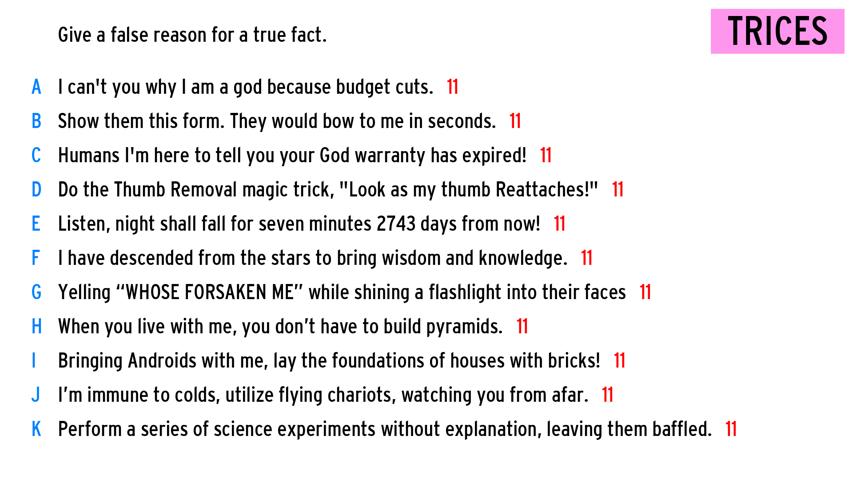 Give a false reason for a true fact.
TRICES
A I can't you why I am a god because budget cuts. 11
B Show them this form. They would bow to me in seconds. 11
C Humans I'm here to tell you your God warranty has expired! 11
D Do the Thumb Removal magic trick, "Look as my thumb Reattaches!" 11
E Listen, night shall fall for seven minutes 2743 days from now! 11
F I have descended from the stars to bring wisdom and knowledge. 11
G Yelling “WHOSE FORSAKEN ME” while shining a flashlight into their faces 11
H When you live with me, you don’t have to build pyramids. 11
I Bringing Androids with me, lay the foundations of houses with bricks! 11
J I’m immune to colds, utilize flying chariots, watching you from afar. 11
K Perform a series of science experiments without explanation, leaving them baffled. 11